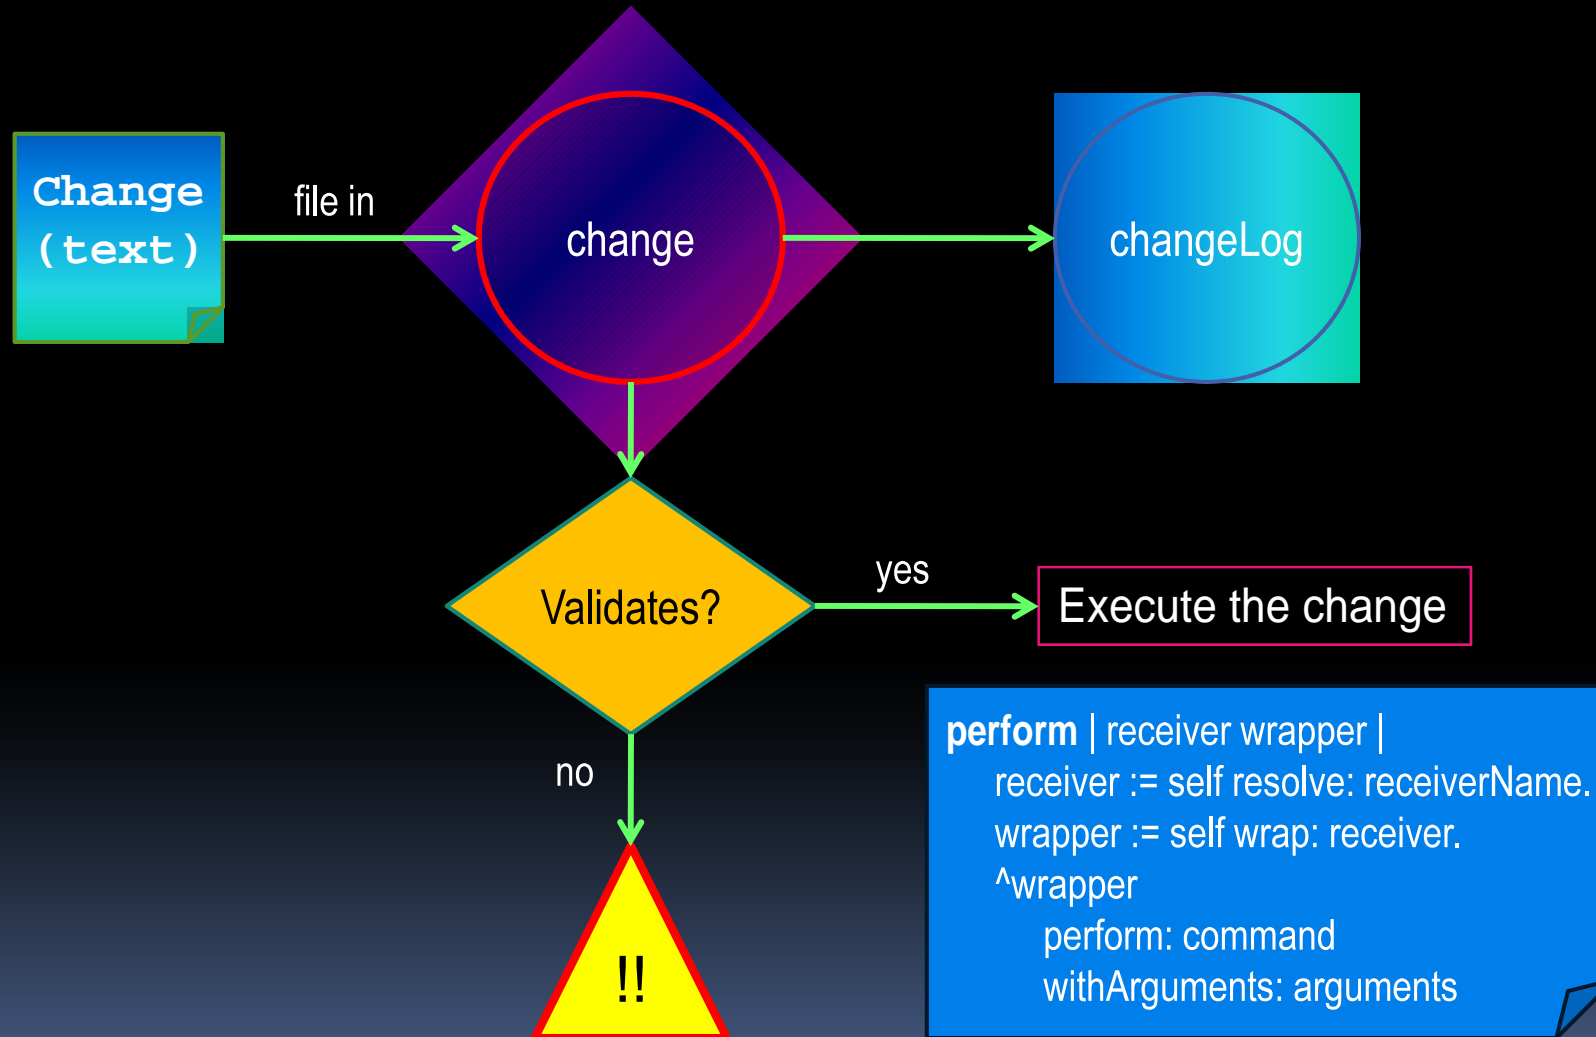 Change
(text)
file in
change
changeLog
Validates?
yes
Execute the change
no
!!
perform | receiver wrapper |
receiver := self resolve: receiverName.
wrapper := self wrap: receiver.
^wrapper
perform: command
withArguments: arguments